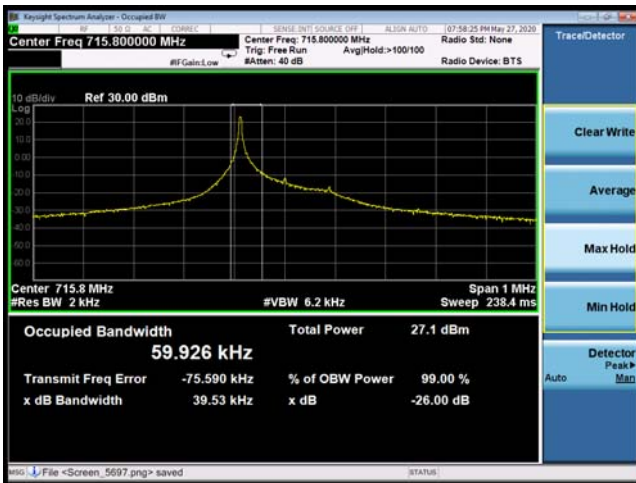 Keysight Spectrum Analyzer - Occupied BW
RF 50 Ω AC CORREC SENSE:INT SOURCE OFF ALIGN AUTO 07:58:25 PM May 27, 2020
Center Freq 715.800000 MHz
Center Freq: 715.800000 MHz
Radio Std: None
Trig: Free Run Avg|Hold:>100/100
#IFGain:Low #Atten: 40 dB Radio Device: BTS
Trace/Detector
10 dB/div Ref 30.00 dBm
Log
20.0
10.0
0.00
Clear Write
Average
Max Hold
Min Hold
Detector
Peak▶
Auto Man
Center 715.8 MHz Span 1 MHz
#Res BW 2 kHz #VBW 6.2 kHz Sweep 238.4 ms
Occupied Bandwidth Total Power 27.1 dBm
59.926 kHz
Transmit Freq Error -75.590 kHz % of OBW Power 99.00 %
x dB Bandwidth 39.53 kHz x dB -26.00 dB
MSG File <Screen_5697.png> saved STATUS